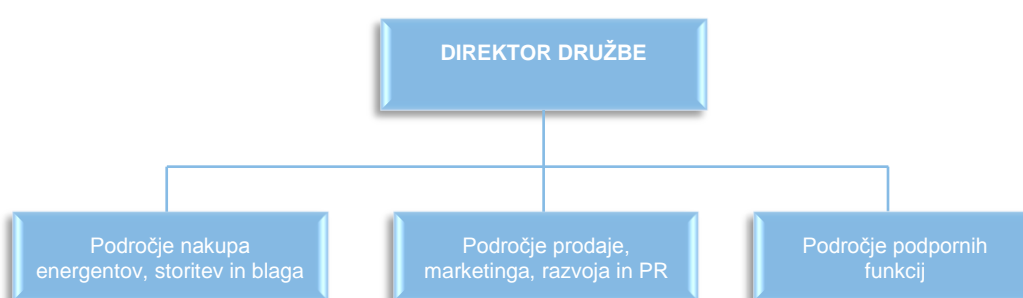 DIREKTOR DRUŽBE
Področje nakupa
energentov, storitev in blaga
Področje prodaje,
marketinga, razvoja in PR
Področje podpornih
funkcij